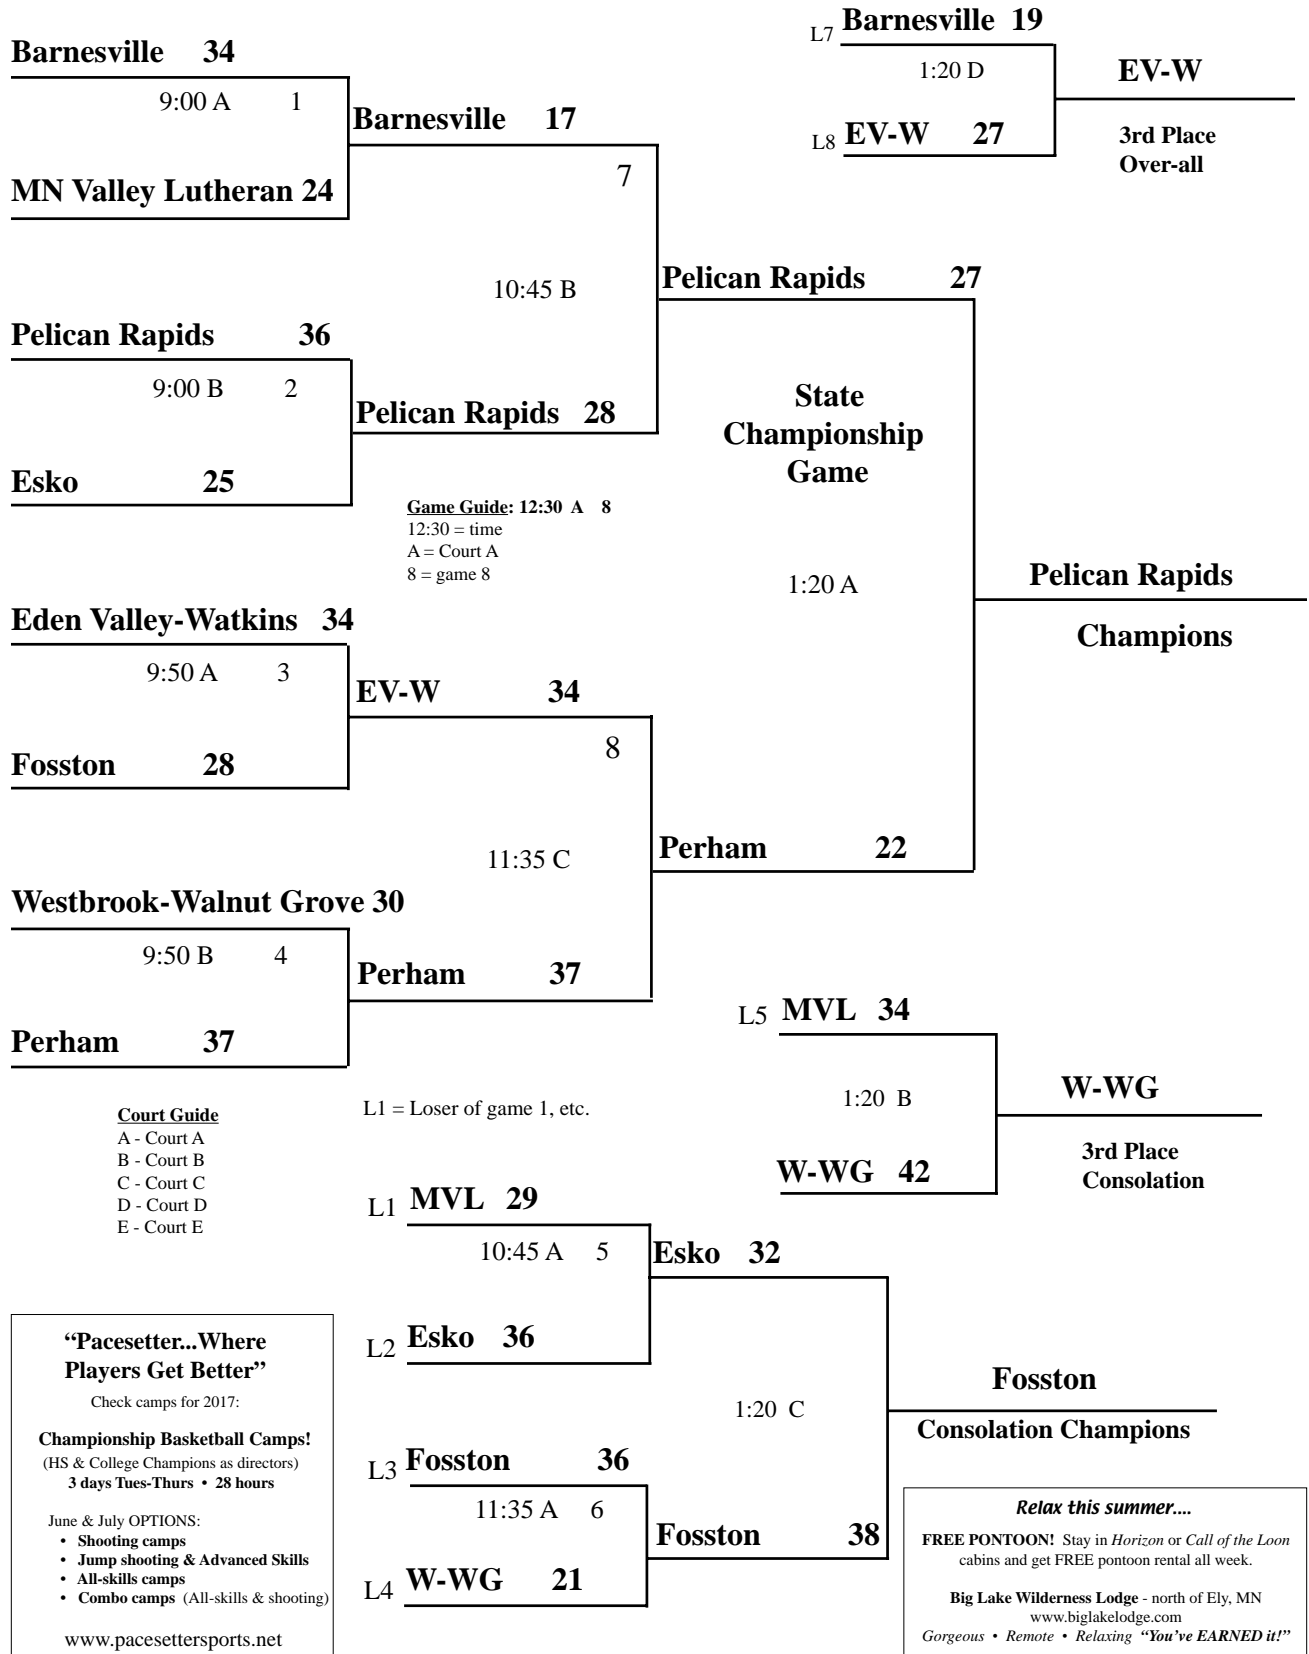 Barnesville 34
9:00 A 1
MN Valley Lutheran 24
Barnesville 17
7
10:45 B
Pelican Rapids 36
9:00 B 2
Esko 25
Pelican Rapids 28
L7 Barnesville 19
1:20 D
L8 EV-W 27
EV-W
3rd Place
Over-all
Pelican Rapids 27
State
Championship
Game
1:20 A
Pelican Rapids
Champions
Game Guide: 12:30 A 8
12:30 = time
A = Court A
8 = game 8
Eden Valley-Watkins 34
9:50 A 3
Fosston 28
EV-W 34
8
11:35 C
Westbrook-Walnut Grove 30
9:50 B 4
Perham 37
Perham 37
Perham 22
L5 MVL 34
1:20 B
W-WG 42
W-WG
3rd Place
Consolation
Court Guide
A - Court A
B - Court B
C - Court C
D - Court D
E - Court E
L1 = Loser of game 1, etc.
L1 MVL 29
10:45 A 5
L2 Esko 36
Esko 32
1:20 C
L3 Fosston 36
11:35 A 6
L4 W-WG 21
Fosston 38
Fosston
Consolation Champions
“Pacesetter...Where
Players Get Better”
Check camps for 2017:
Championship Basketball Camps!
(HS & College Champions as directors)
3 days Tues-Thurs • 28 hours
June & July OPTIONS:
• Shooting camps
• Jump shooting & Advanced Skills
• All-skills camps
• Combo camps (All-skills & shooting)
www.pacesettersports.net
Relax this summer....
FREE PONTOON! Stay in Horizon or Call of the Loon
cabins and get FREE pontoon rental all week.
Big Lake Wilderness Lodge - north of Ely, MN
www.biglakelodge.com
Gorgeous • Remote • Relaxing “You’ve EARNED it!”